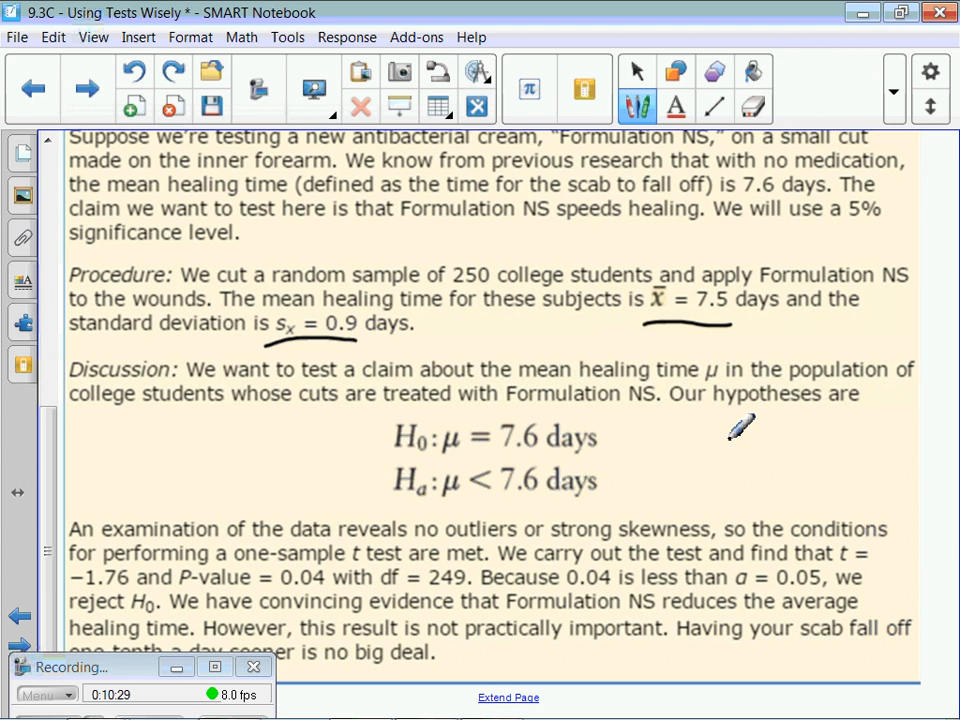 9.3C - Using Tests Wisely * - SMART Notebook
File Edit View Insert Format Math Tools Response Add-ons Help
π
A
Suppose we're testing a new antibacterial cream, "Formulation NS," on a small cut
made on the inner forearm. We know from previous research that with no medication,
the mean healing time (defined as the time for the scab to fall off) is 7.6 days. The
claim we want to test here is that Formulation NS speeds healing. We will use a 5%
significance level.
Procedure: We cut a random sample of 250 college students and apply Formulation NS
to the wounds. The mean healing time for these subjects is x̅ = 7.5 days and the
standard deviation is sₓ = 0.9 days.
Discussion: We want to test a claim about the mean healing time μ in the population of
college students whose cuts are treated with Formulation NS. Our hypotheses are
H₀: μ = 7.6 days
Hₐ: μ < 7.6 days
An examination of the data reveals no outliers or strong skewness, so the conditions
for performing a one-sample t test are met. We carry out the test and find that t =
−1.76 and P-value = 0.04 with df = 249. Because 0.04 is less than a = 0.05, we
reject H₀. We have convincing evidence that Formulation NS reduces the average
healing time. However, this result is not practically important. Having your scab fall off
one-tenth a day sooner is no big deal.
Recording...
Menu 0:10:29 8.0 fps
Extend Page